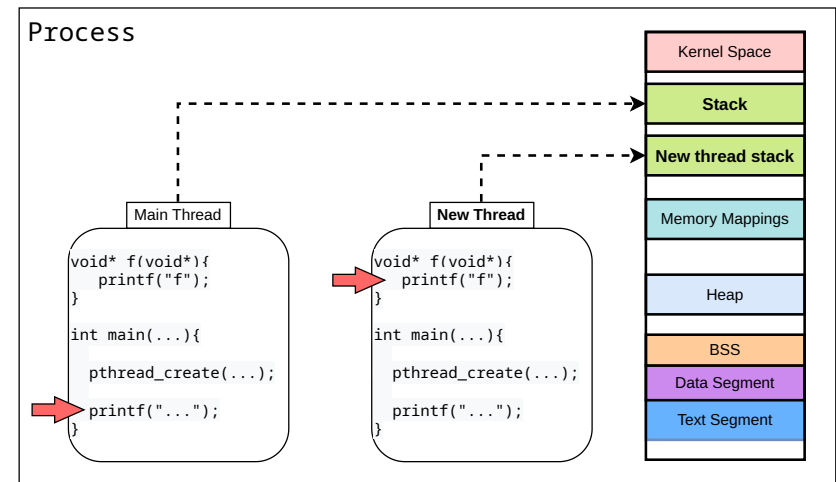 Process
Kernel Space
Stack
New thread stack
Memory Mappings
Heap
BSS
Data Segment
Text Segment
Main Thread
void* f(void*){
printf("f");
}
int main(...){
pthread_create(...);
printf("...");
}
New Thread
void* f(void*){
printf("f");
}
int main(...){
pthread_create(...);
printf("...");
}